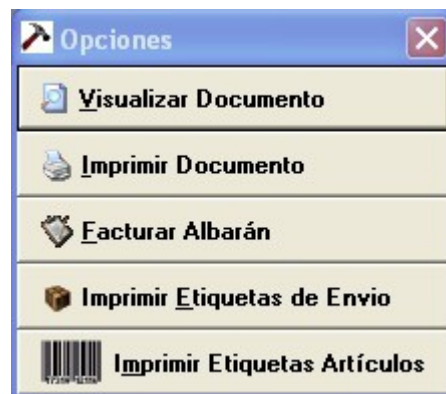 Opciones
Visualizar Documento
Imprimir Documento
Facturar Albarán
Imprimir Etiquetas de Envio
Imprimir Etiquetas Artículos